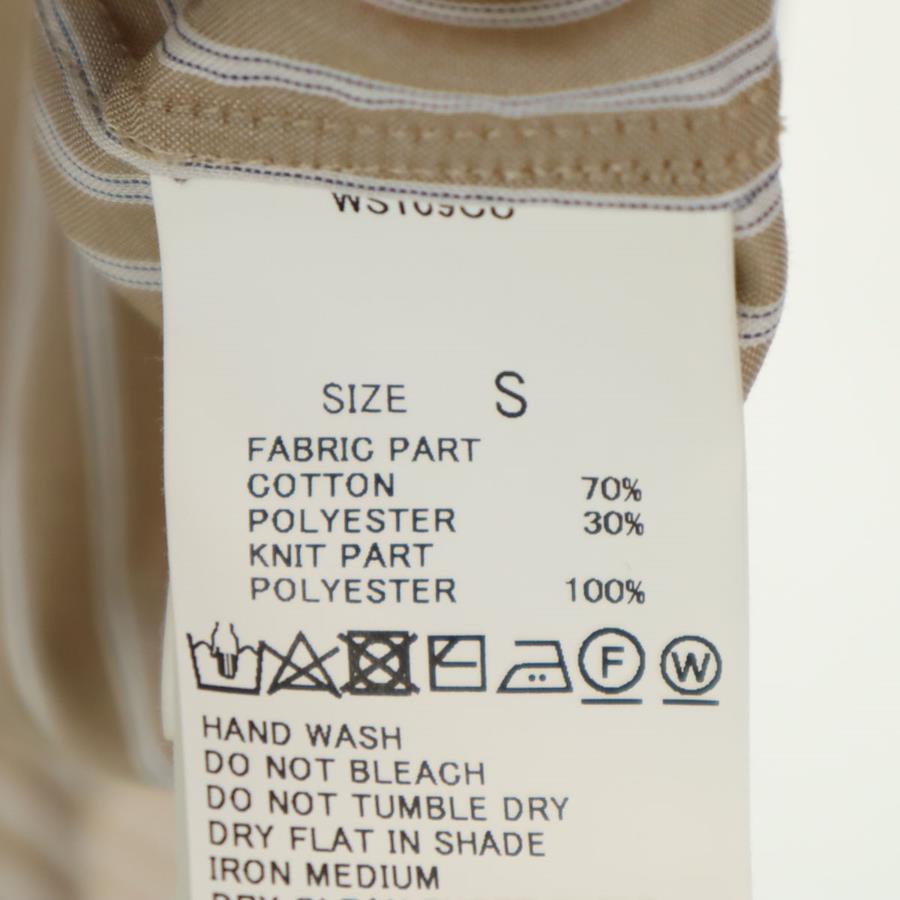 SIZE S
FABRIC PART
COTTON 70%
POLYESTER 30%
KNIT PART
POLYESTER 100%
F W
HAND WASH
DO NOT BLEACH
DO NOT TUMBLE DRY
DRY FLAT IN SHADE
IRON MEDIUM